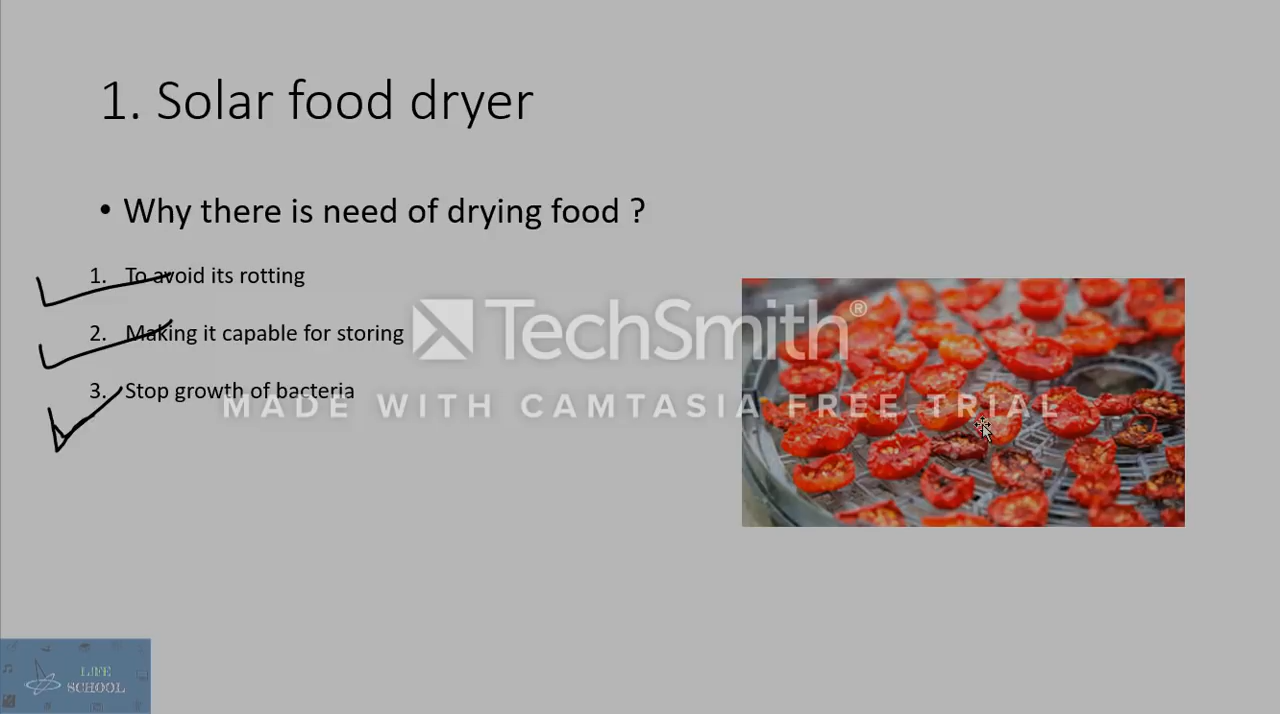 1. Solar food dryer
• Why there is need of drying food ?
1. To avoid its rotting
2. Making it capable for storing
3. Stop growth of bacteria
TechSmith®
MADE WITH CAMTASIA FREE TRIAL
LIFE
SCHOOL